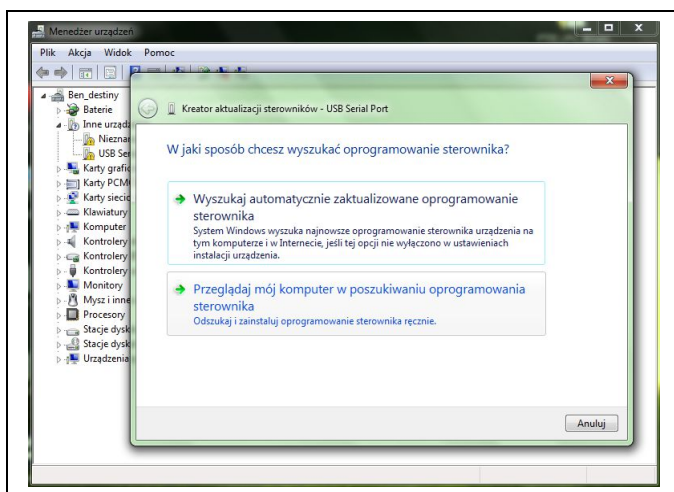 Menedżer urządzeń
Plik Akcja Widok Pomoc
Ben_destiny
Baterie
Inne urządz
Nieznan
USB Ser
Karty grafic
Karty PCM
Karty siecio
Klawiatury
Komputer
Kontrolery
Kontrolery
Kontrolery
Monitory
Mysz i inne
Procesory
Stacje dysk
Stacje dysk
Urządzenia
Kreator aktualizacji sterowników - USB Serial Port
W jaki sposób chcesz wyszukać oprogramowanie sterownika?
Wyszukaj automatycznie zaktualizowane oprogramowanie
sterownika
System Windows wyszuka najnowsze oprogramowanie sterownika urządzenia na
tym komputerze i w Internecie, jeśli tej opcji nie wyłączono w ustawieniach
instalacji urządzenia.
Przeglądaj mój komputer w poszukiwaniu oprogramowania
sterownika
Odszukaj i zainstaluj oprogramowanie sterownika ręcznie.
Anuluj